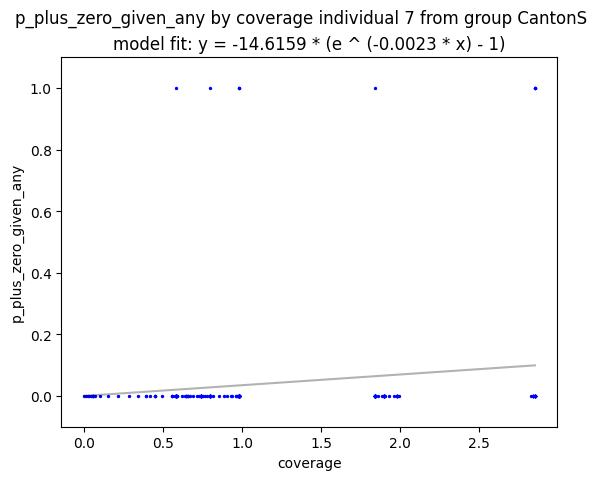 p_plus_zero_given_any by coverage individual 7 from group CantonS
model fit: y = -14.6159 * (e ^ (-0.0023 * x) - 1)
1.0
0.8
0.6
0.4
0.2
0.0
p_plus_zero_given_any
0.0 0.5 1.0 1.5 2.0 2.5
coverage